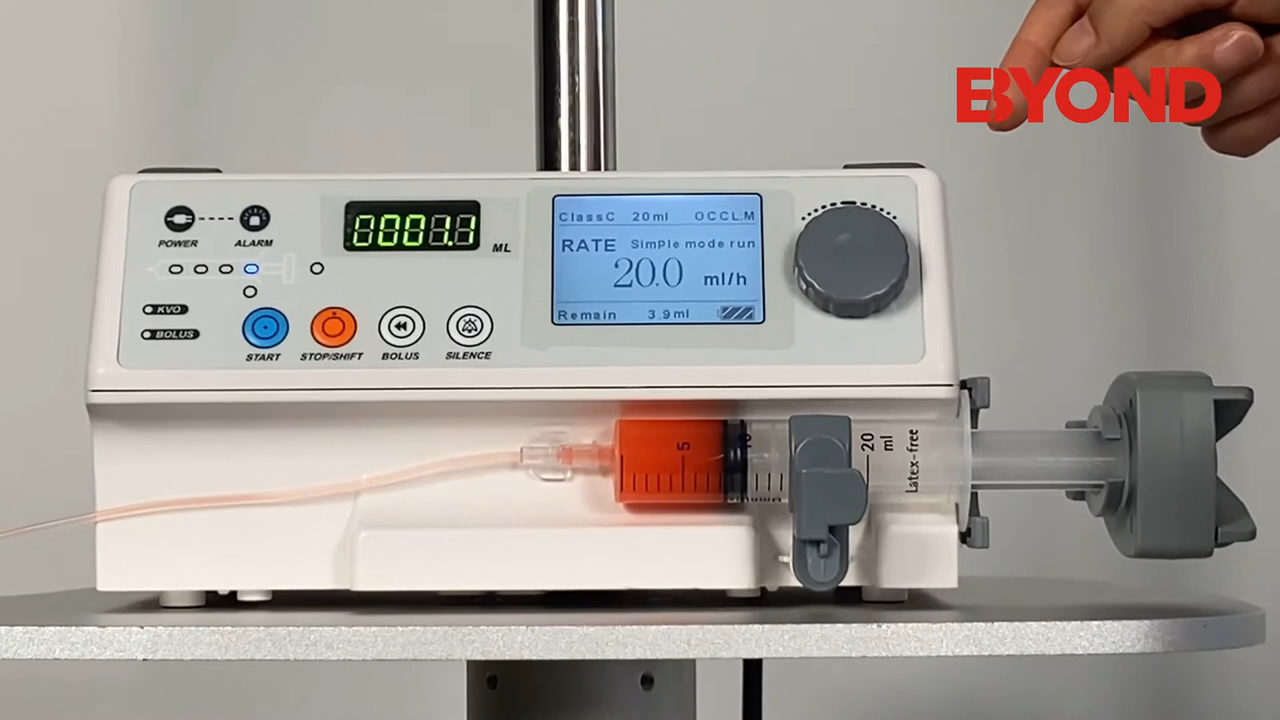 BYOND
POWER
ALARM
0001.1
ML
ClassC 20ml OCCL.M
RATE Simple mode run
20.0 ml/h
Remain 3.9ml
KVO
BOLUS
START
STOP/SHIFT
BOLUS
SILENCE
5
10
20
ml
Latex-free